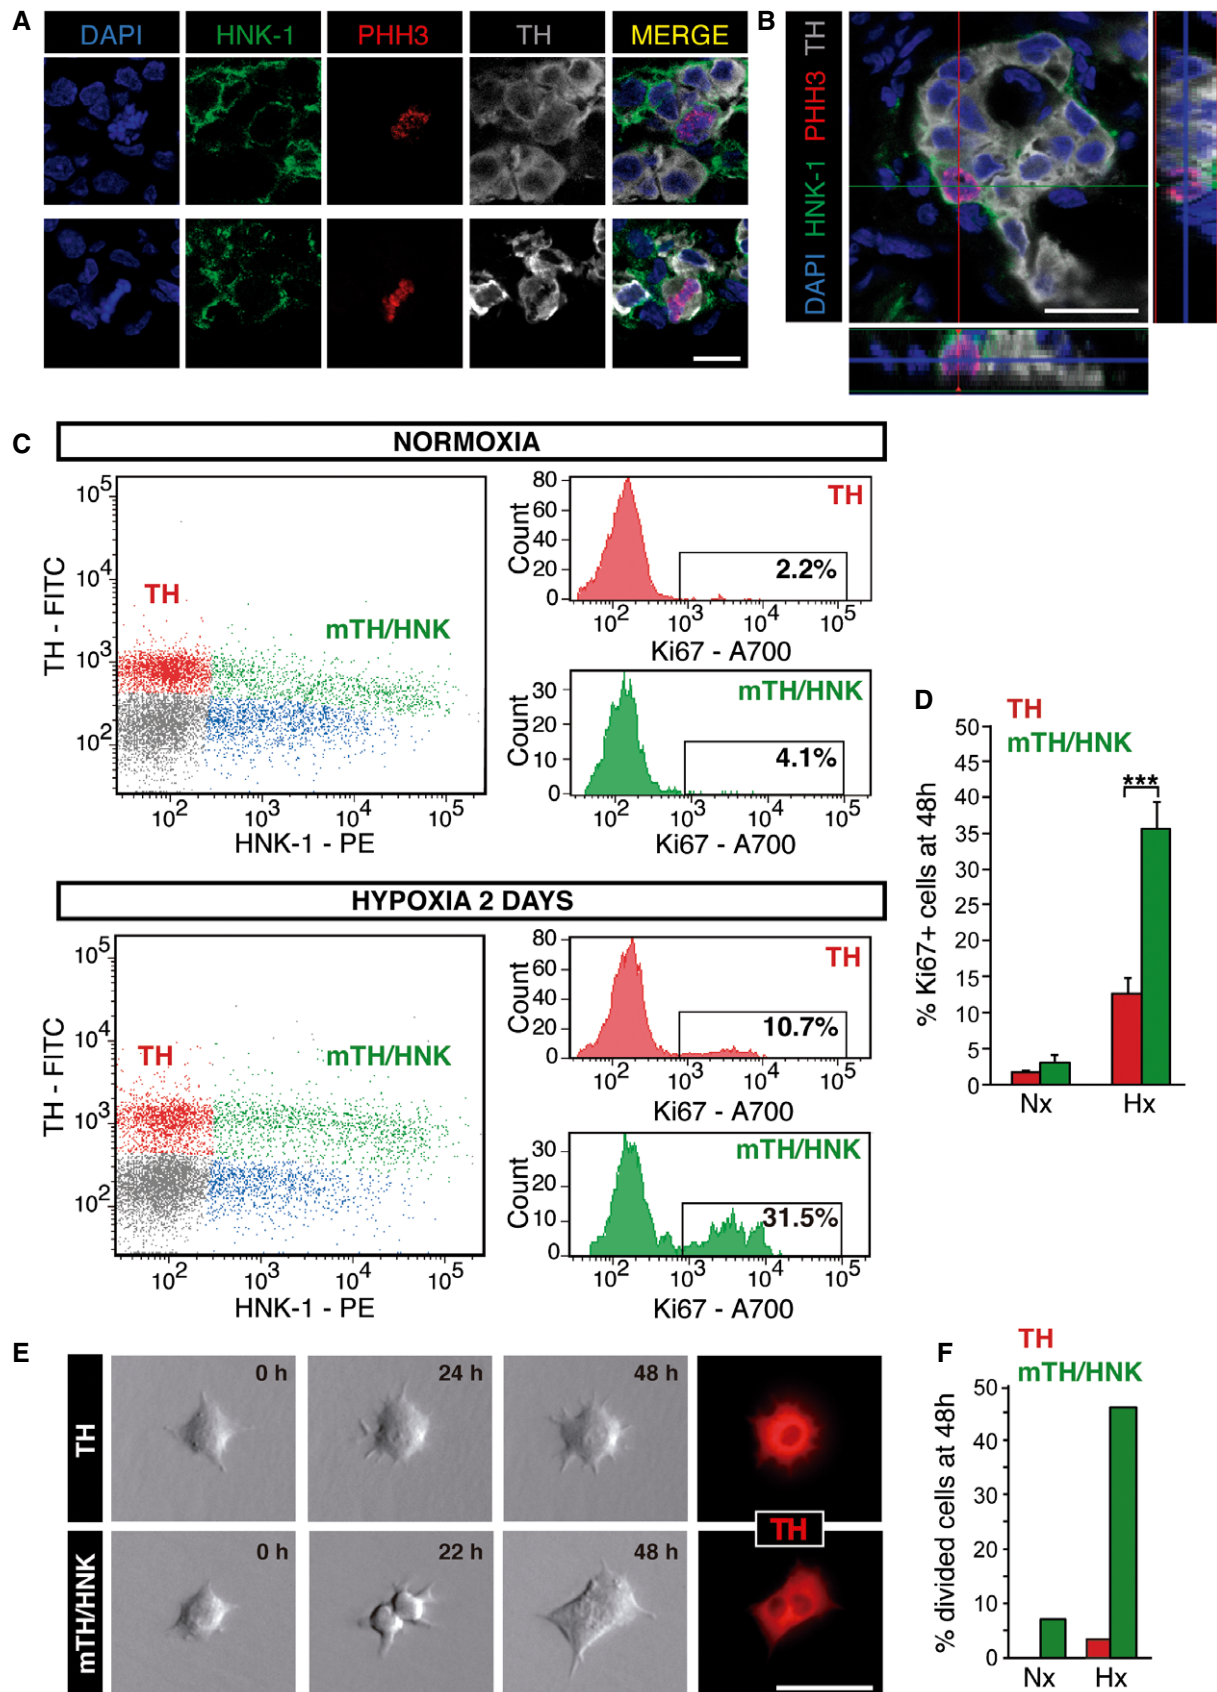 A
DAPI HNK-1 PHH3 TH MERGE
B
DAPI HNK-1 PHH3 TH
C
NORMOXIA
TH - FITC
10^5
10^4
10^3
10^2
TH
mTH/HNK
10^2 10^3 10^4 10^5
HNK-1 - PE
Count
80
60
40
20
0
TH
2.2%
10^2 10^3 10^4 10^5
Ki67 - A700
Count
30
20
10
0
mTH/HNK
4.1%
10^2 10^3 10^4 10^5
Ki67 - A700
HYPOXIA 2 DAYS
TH - FITC
10^5
10^4
10^3
10^2
TH
mTH/HNK
10^2 10^3 10^4 10^5
HNK-1 - PE
Count
80
60
40
20
0
TH
10.7%
10^2 10^3 10^4 10^5
Ki67 - A700
Count
30
20
10
0
mTH/HNK
31.5%
10^2 10^3 10^4 10^5
Ki67 - A700
D
TH
mTH/HNK
% Ki67+ cells at 48h
50
45
40
35
30
25
20
15
10
5
0
***
Nx Hx
E
TH
0 h 24 h 48 h
TH
mTH/HNK
0 h 22 h 48 h
F
TH
mTH/HNK
% divided cells at 48h
50
40
30
20
10
0
Nx Hx